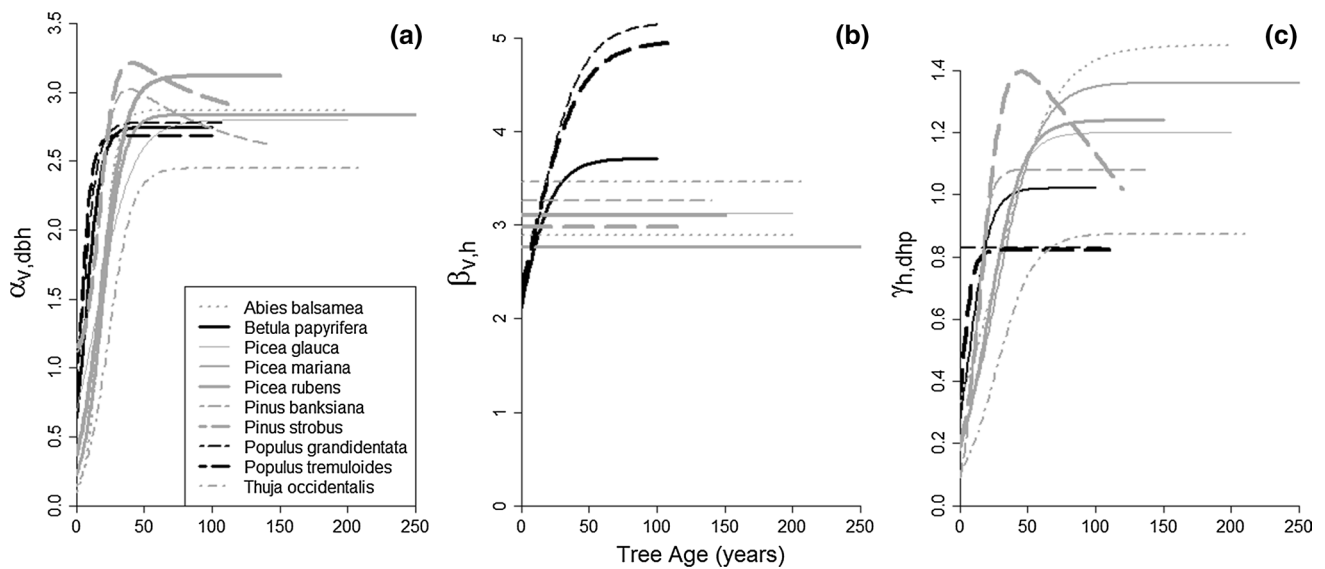 (a)
3.5
3.0
2.5
2.0
1.5
1.0
0.5
0.0
αv,dbh
0 50 100 150 200 250
Abies balsamea
Betula papyrifera
Picea glauca
Picea mariana
Picea rubens
Pinus banksiana
Pinus strobus
Populus grandidentata
Populus tremuloides
Thuja occidentalis
(b)
5
4
3
2
1
0
βv,h
0 50 100 150 200 250
Tree Age (years)
(c)
1.4
1.2
1.0
0.8
0.6
0.4
0.2
0.0
γh,dhp
0 50 100 150 200 250